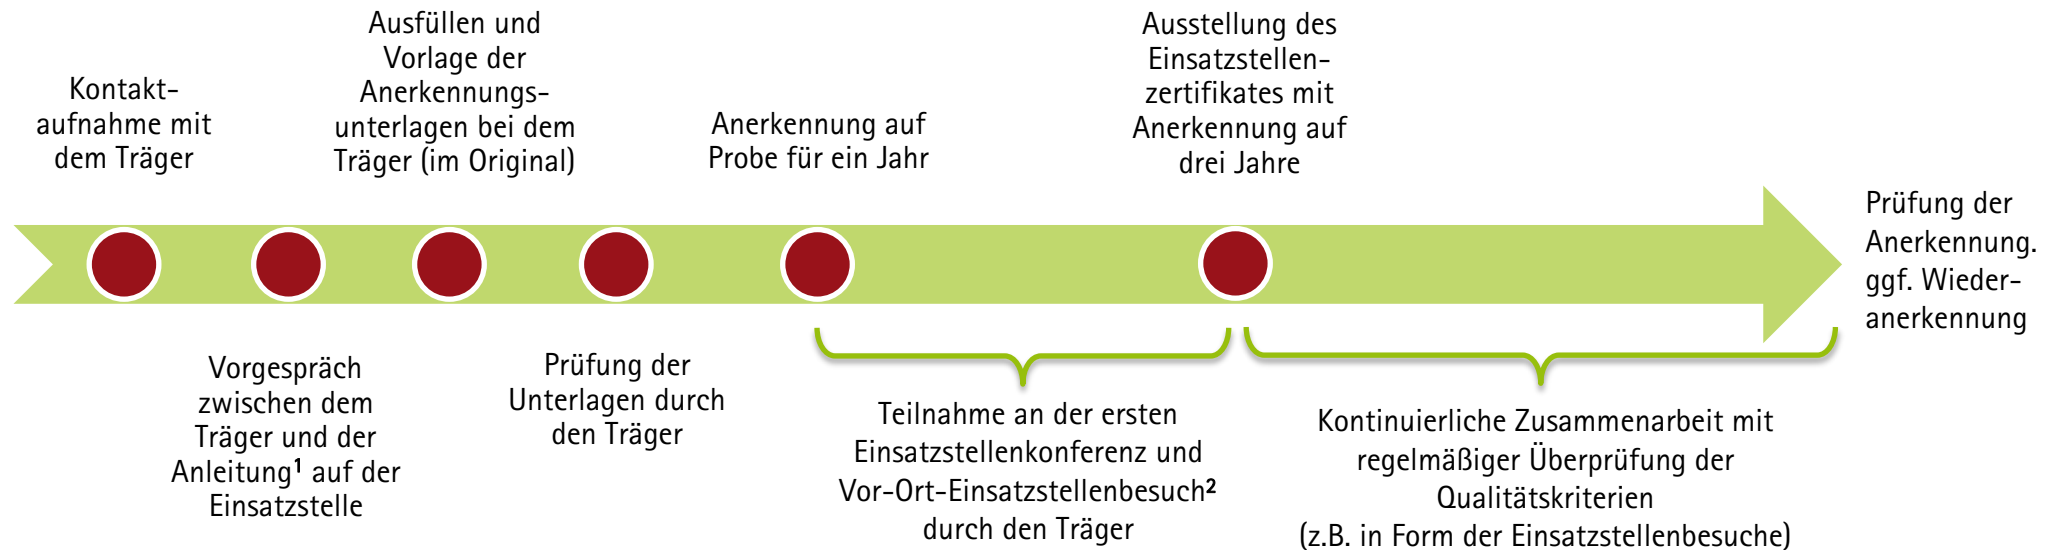 Kontakt-
aufnahme mit
dem Träger
Vorgespräch
zwischen dem
Träger und der
Anleitung¹ auf der
Einsatzstelle
Ausfüllen und
Vorlage der
Anerkennungs-
unterlagen bei dem
Träger (im Original)
Prüfung der
Unterlagen durch
den Träger
Anerkennung auf
Probe für ein Jahr
Teilnahme an der ersten
Einsatzstellenkonferenz und
Vor-Ort-Einsatzstellenbesuch²
durch den Träger
Ausstellung des
Einsatzstellen-
zertifikates mit
Anerkennung auf
drei Jahre
Kontinuierliche Zusammenarbeit mit
regelmäßiger Überprüfung der
Qualitätskriterien
(z.B. in Form der Einsatzstellenbesuche)
Prüfung der
Anerkennung.
ggf. Wieder-
anerkennung